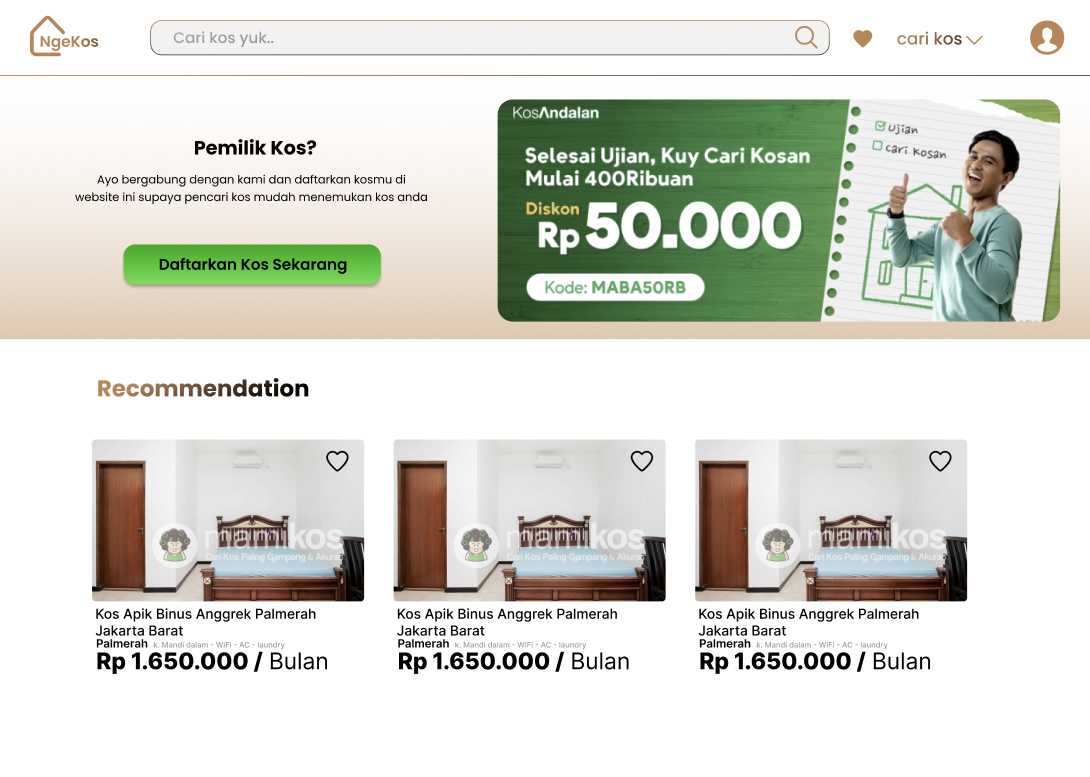 NgeKos
Cari kos yuk..
cari kos
Pemilik Kos?
Ayo bergabung dengan kami dan daftarkan kosmu di
website ini supaya pencari kos mudah menemukan kos anda
Daftarkan Kos Sekarang
KosAndalan
Selesai Ujian, Kuy Cari Kosan
Mulai 400Ribuan
Diskon
Rp 50.000
Kode: MABA50RB
Ujian
Cari Kosan
Recommendation
mamikos
Cari Kos Paling Gampang & Akurat
mamikos
Cari Kos Paling Gampang & Akurat
mamikos
Cari Kos Paling Gampang & Akurat
Kos Apik Binus Anggrek Palmerah
Jakarta Barat
Palmerah k. Mandi dalam - WiFi - AC - laundry
Rp 1.650.000 / Bulan
Kos Apik Binus Anggrek Palmerah
Jakarta Barat
Palmerah k. Mandi dalam - WiFi - AC - laundry
Rp 1.650.000 / Bulan
Kos Apik Binus Anggrek Palmerah
Jakarta Barat
Palmerah k. Mandi dalam - WiFi - AC - laundry
Rp 1.650.000 / Bulan